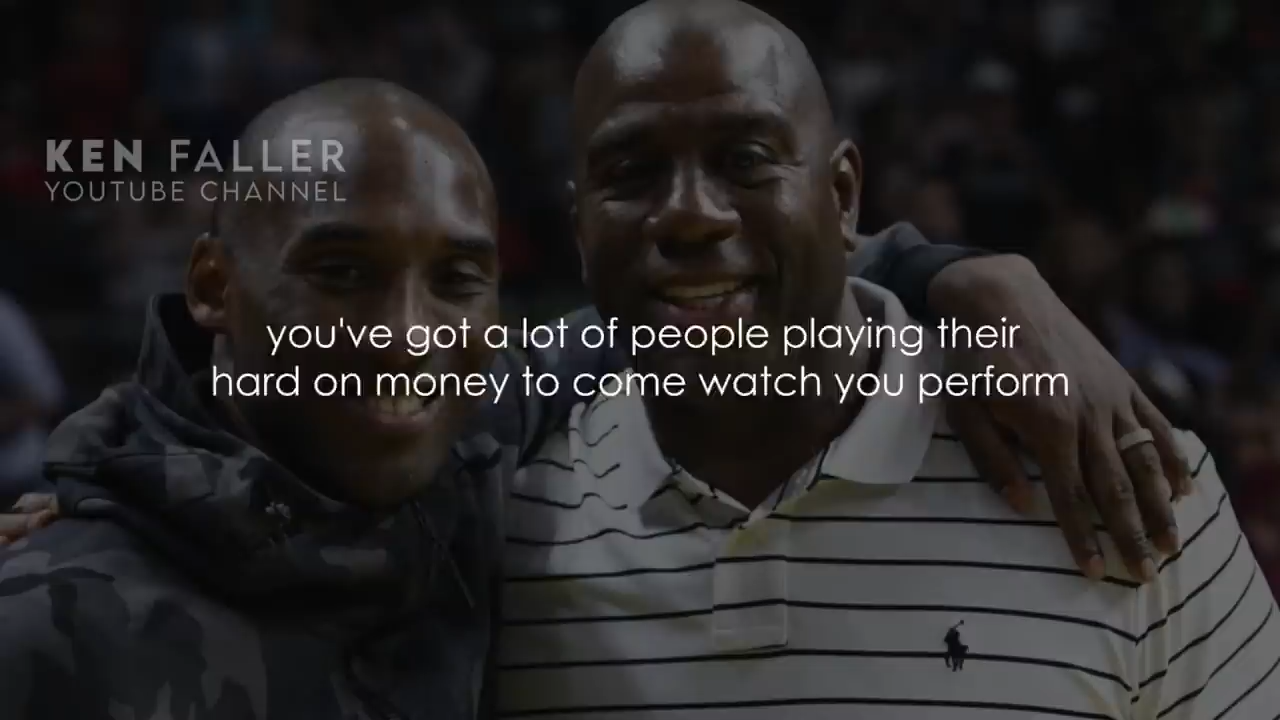 KEN FALLER
YOUTUBE CHANNEL
you've got a lot of people playing their
hard on money to come watch you perform